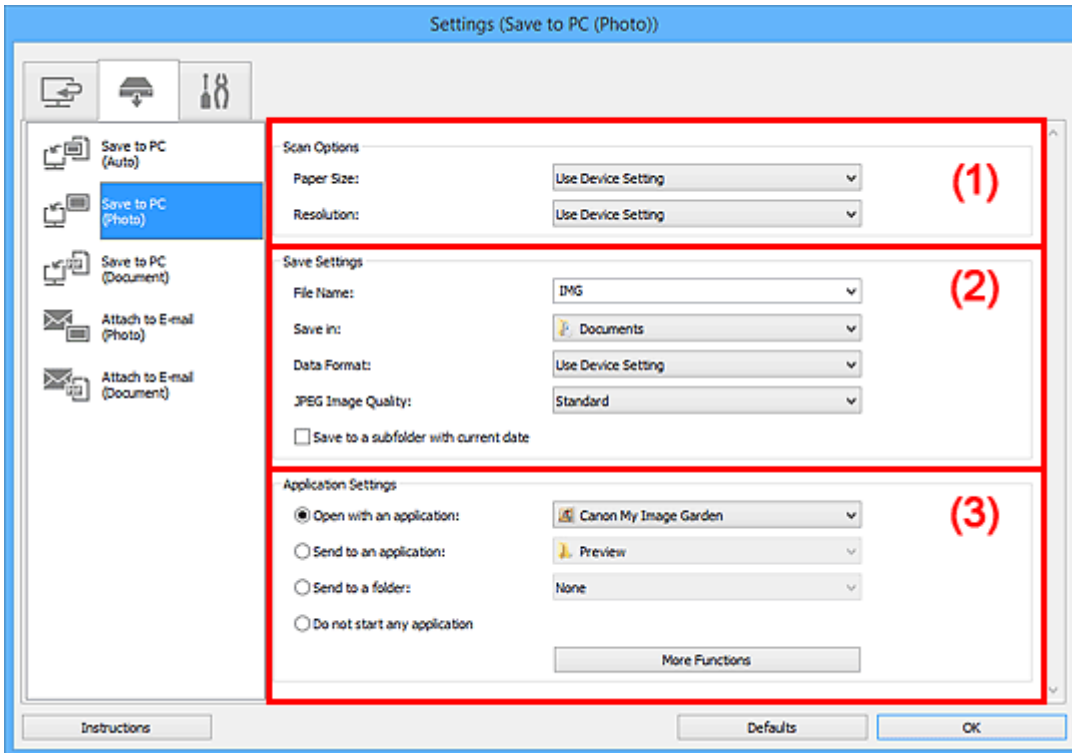 Settings (Save to PC (Photo))
Save to PC
(Auto)
Save to PC
(Photo)
Save to PC
(Document)
Attach to E-mail
(Photo)
Attach to E-mail
(Document)
Scan Options
(1)
Paper Size: Use Device Setting
Resolution: Use Device Setting
Save Settings
(2)
File Name: IMG
Save in: Documents
Data Format: Use Device Setting
JPEG Image Quality: Standard
Save to a subfolder with current date
Application Settings
(3)
Open with an application: Canon My Image Garden
Send to an application: Preview
Send to a folder: None
Do not start any application
More Functions
Instructions Defaults OK